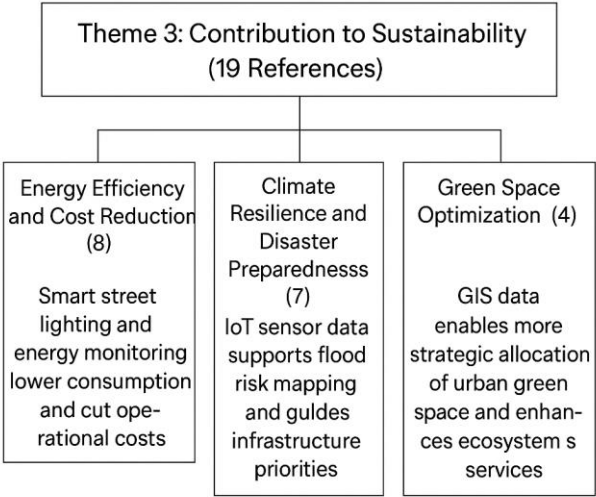 Theme 3: Contribution to Sustainability
(19 References)
Energy Efficiency
and Cost Reduction
(8)
Smart street
lighting and
energy monitoring
lower consumption
and cut ope-
rational costs
Climate
Resilience and
Disaster
Preparednesss
(7)
IoT sensor data
supports flood
risk mapping
and guldes
infrastructure
priorities
Green Space
Optimization (4)
GIS data
enables more
strategic allocation
of urban green
space and enhan-
ces ecosystem s
services